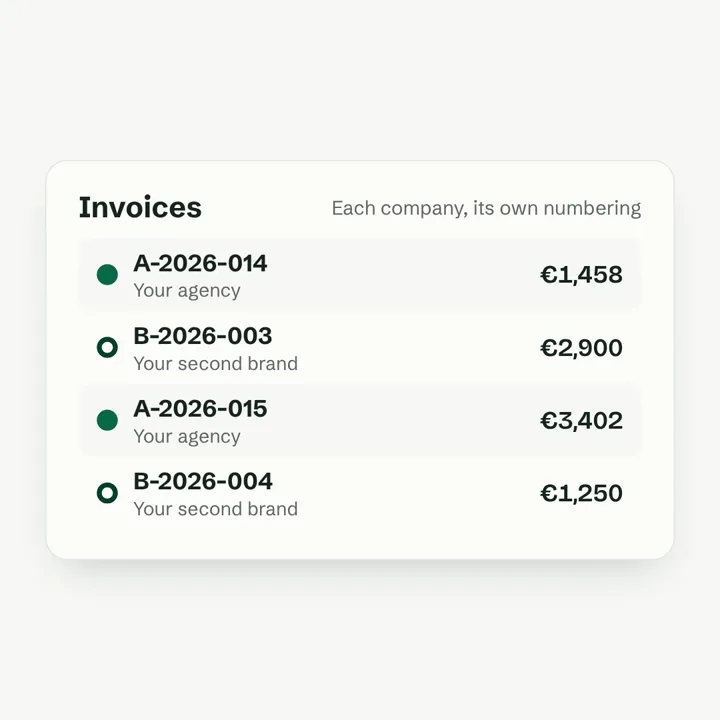 Invoices
Each company, its own numbering
A-2026-014
Your agency
€1,458
B-2026-003
Your second brand
€2,900
A-2026-015
Your agency
€3,402
B-2026-004
Your second brand
€1,250